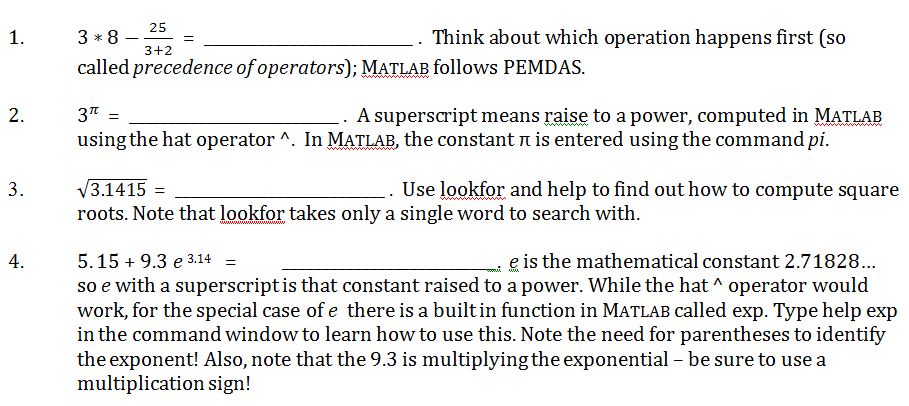 1. 3 * 8 − 25/(3+2) = ____________________. Think about which operation happens first (so
called precedence of operators); MATLAB follows PEMDAS.
2. 3^π = ____________________. A superscript means raise to a power, computed in MATLAB
using the hat operator ^. In MATLAB, the constant π is entered using the command pi.
3. √3.1415 = ____________________. Use lookfor and help to find out how to compute square
roots. Note that lookfor takes only a single word to search with.
4. 5.15 + 9.3 e^3.14 = ____________________. e is the mathematical constant 2.71828...
so e with a superscript is that constant raised to a power. While the hat ^ operator would
work, for the special case of e there is a built in function in MATLAB called exp. Type help exp
in the command window to learn how to use this. Note the need for parentheses to identify
the exponent! Also, note that the 9.3 is multiplying the exponential – be sure to use a
multiplication sign!